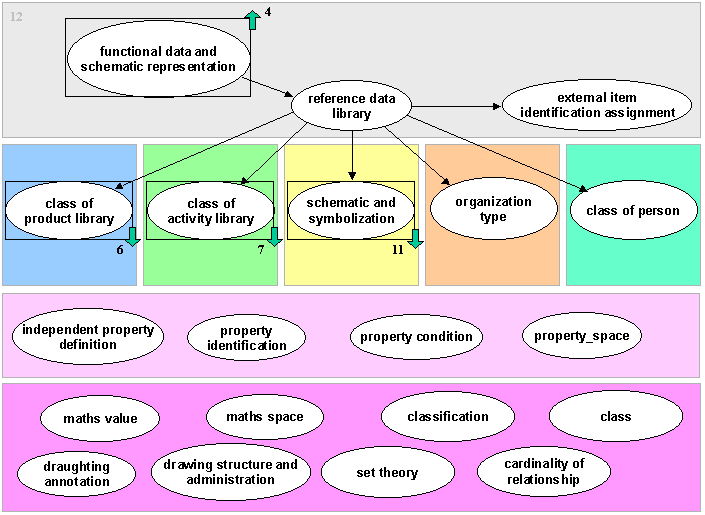 12
4
functional data and
schematic representation
reference data
library
external item
identification assignment
class of
product library
class of
activity library
schematic and
symbolization
organization
type
class of person
6
7
11
independent property
definition
property
identification
property condition
property_space
maths value
maths space
classification
class
draughting
annotation
drawing structure and
administration
set theory
cardinality of
relationship